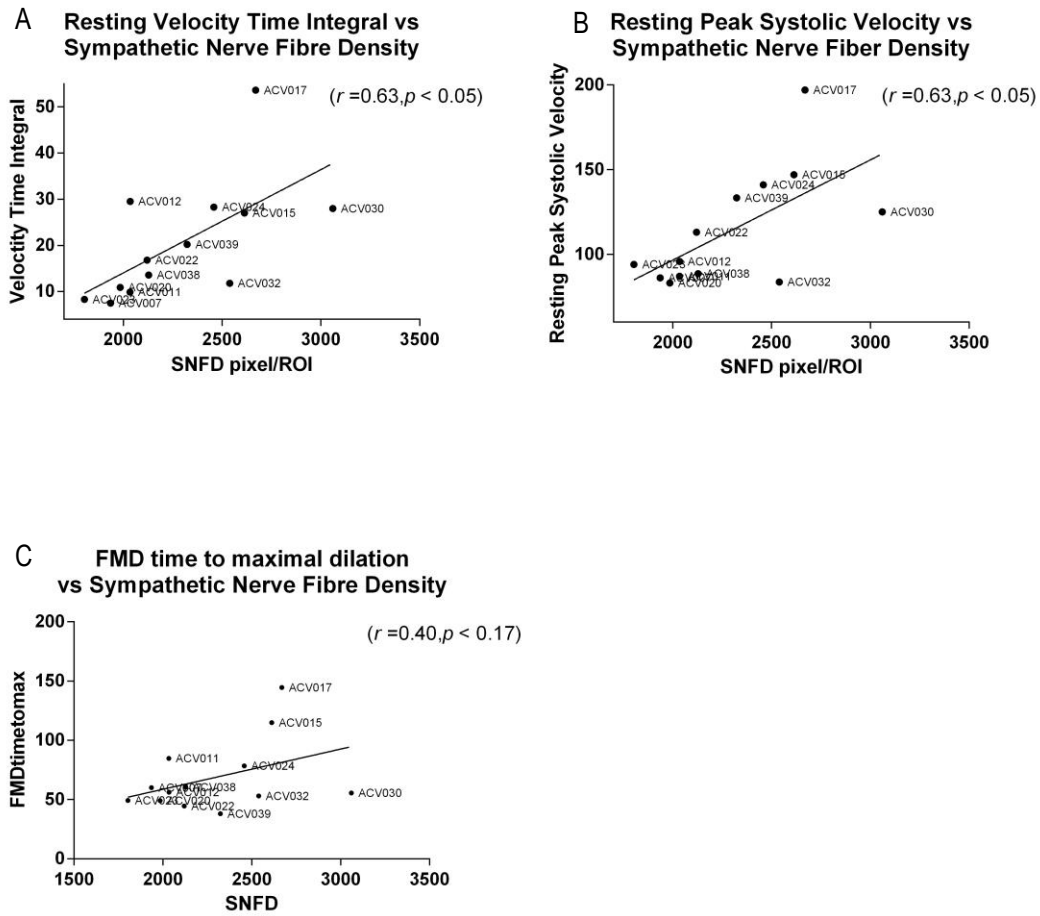 A
Resting Velocity Time Integral vs
Sympathetic Nerve Fibre Density
(r =0.63,p < 0.05)
Veloctity Time Integral
50
40
30
20
10
ACV017
ACV012
ACV024
ACV030
ACV015
ACV039
ACV022
ACV038
ACV032
ACV020
ACV011
ACV023
ACV007
2000
2500
3000
3500
SNFD pixel/ROI
B
Resting Peak Systolic Velocity vs
Sympathetic Nerve Fiber Density
(r =0.63,p < 0.05)
Resting Peak Systolic Velocity
200
150
100
ACV017
ACV015
ACV024
ACV039
ACV030
ACV022
ACV012
ACV023
ACV038
ACV011
ACV020
ACV032
2000
2500
3000
3500
SNFD pixel/ROI
C
FMD time to maximal dilation
vs Sympathetic Nerve Fibre Density
(r =0.40,p < 0.17)
FMDtimetomax
200
150
100
50
0
ACV017
ACV015
ACV011
ACV024
ACV038
ACV012
ACV032
ACV030
ACV023
ACV020
ACV022
ACV039
1500
2000
2500
3000
3500
SNFD